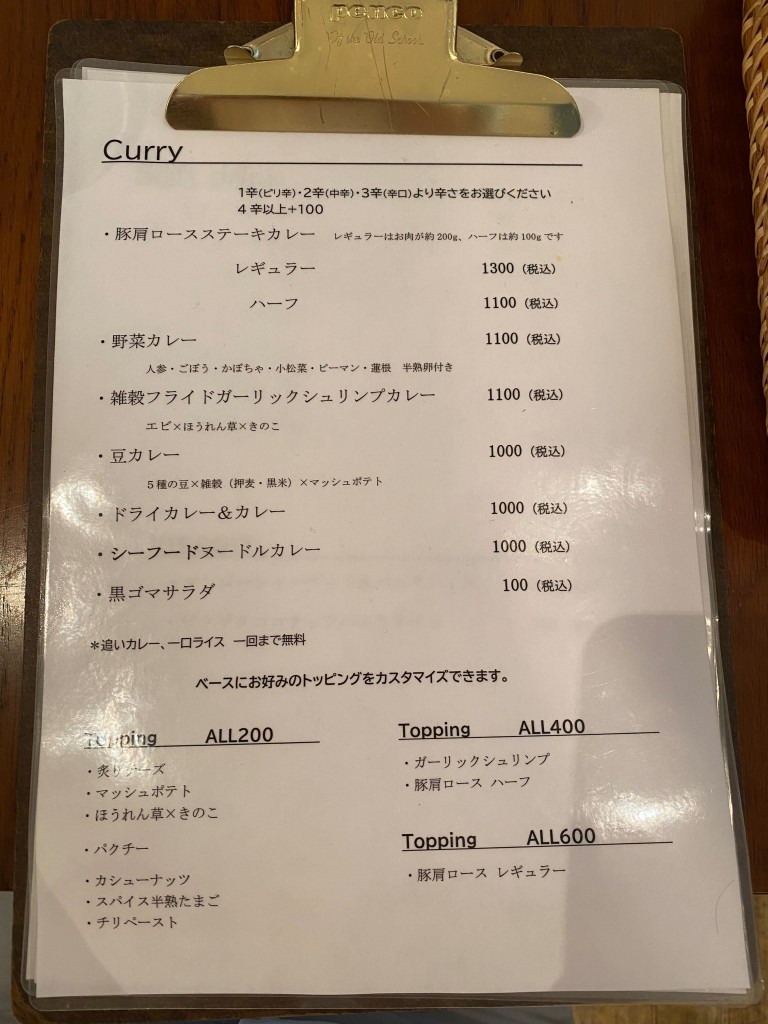 penco
Of the Old School
Curry
1辛(ピリ辛)・2辛(中辛)・3辛(辛口)より辛さをお選びください
4辛以上+100
・豚肩ロースステーキカレー レギュラーはお肉が約200g、ハーフは約100gです
レギュラー 1300（税込）
ハーフ 1100（税込）
・野菜カレー 1100（税込）
人参・ごぼう・かぼちゃ・小松菜・ピーマン・蓮根 半熟卵付き
・雑穀フライドガーリックシュリンプカレー 1100（税込）
エビ×ほうれん草×きのこ
・豆カレー 1000（税込）
５種の豆×雑穀（押麦・黒米）×マッシュポテト
・ドライカレー＆カレー 1000（税込）
・シーフードヌードルカレー 1000（税込）
・黒ゴマサラダ 100（税込）
＊追いカレー、一口ライス 一回まで無料
ベースにお好みのトッピングをカスタマイズできます。
Topping ALL200
・炙りチーズ
・マッシュポテト
・ほうれん草×きのこ
・パクチー
・カシューナッツ
・スパイス半熟たまご
・チリペースト
Topping ALL400
・ガーリックシュリンプ
・豚肩ロース ハーフ
Topping ALL600
・豚肩ロース レギュラー